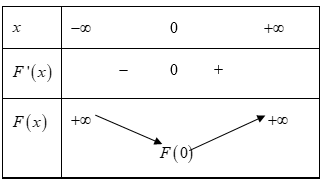 x −∞ 0 +∞
F'(x) − 0 +
F(x) +∞ F(0) +∞